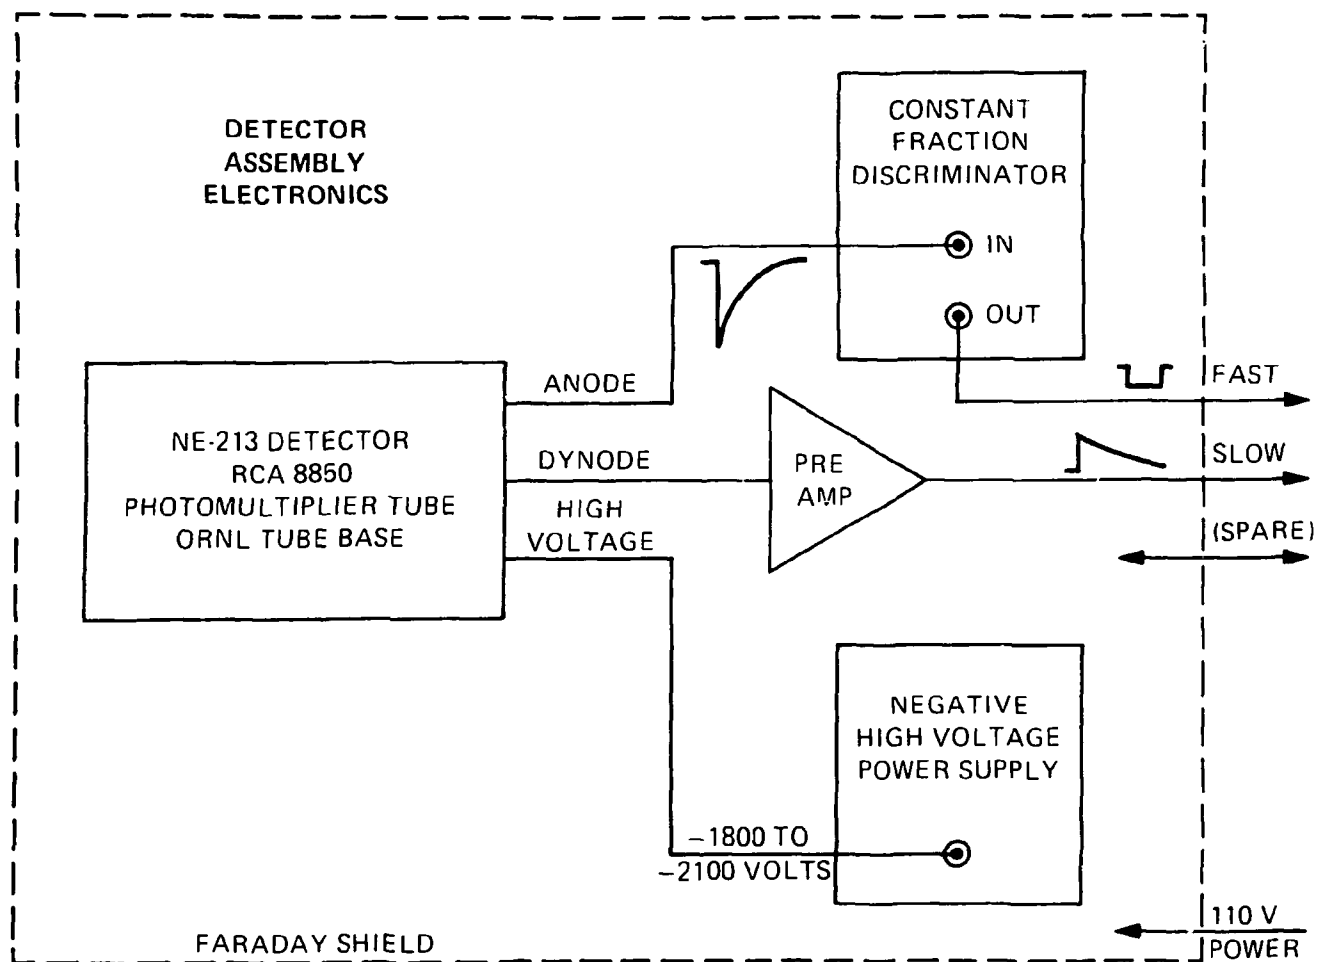 DETECTOR
ASSEMBLY
ELECTRONICS
CONSTANT
FRACTION
DISCRIMINATOR
IN
OUT
FAST
ANODE
NE-213 DETECTOR
RCA 8850
PHOTOMULTIPLIER TUBE
ORNL TUBE BASE
DYNODE
HIGH
VOLTAGE
PRE
AMP
SLOW
(SPARE)
NEGATIVE
HIGH VOLTAGE
POWER SUPPLY
−1800 TO
−2100 VOLTS
110 V
POWER
FARADAY SHIELD